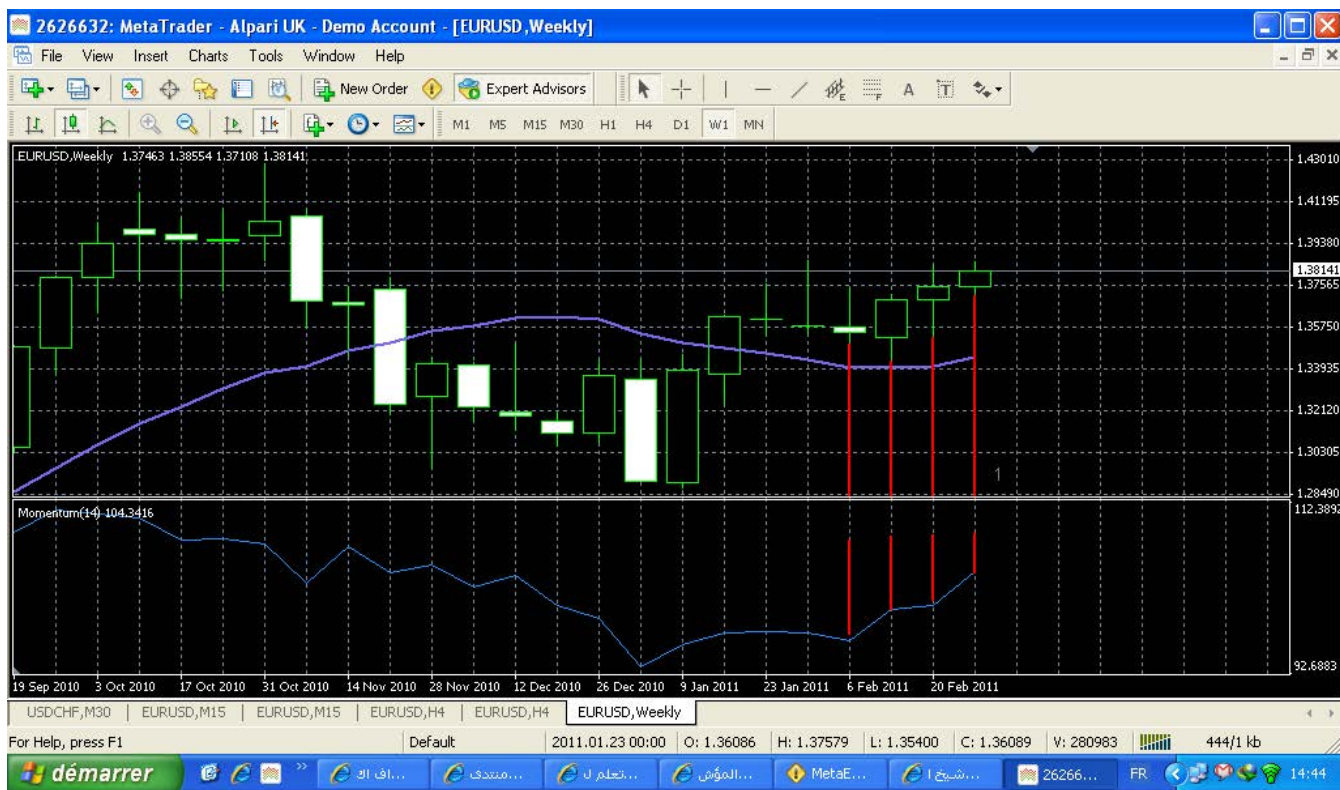 2626632: MetaTrader - Alpari UK - Demo Account - [EURUSD,Weekly]
File View Insert Charts Tools Window Help
New Order Expert Advisors E F A T
M1 M5 M15 M30 H1 H4 D1 W1 MN
EURUSD,Weekly 1.37463 1.38554 1.37108 1.38141
1.43010
1.41195
1.39380
1.38141
1.37565
1.35750
1.33935
1.32120
1.30305
1
1.28490
Momentum(14) 104.3416
112.3892
92.6883
19 Sep 2010 3 Oct 2010 17 Oct 2010 31 Oct 2010 14 Nov 2010 28 Nov 2010 12 Dec 2010 26 Dec 2010 9 Jan 2011 23 Jan 2011 6 Feb 2011 20 Feb 2011
USDCHF,M30 EURUSD,M15 EURUSD,M15 EURUSD,H4 EURUSD,H4 EURUSD,Weekly
For Help, press F1 Default 2011.01.23 00:00 O: 1.36086 H: 1.37579 L: 1.35400 C: 1.36089 V: 280983 444/1 kb
démarrer » اف اك... منتدى... تعلم ل... المؤش... MetaE... شيخ ا... 26266... FR 14:44